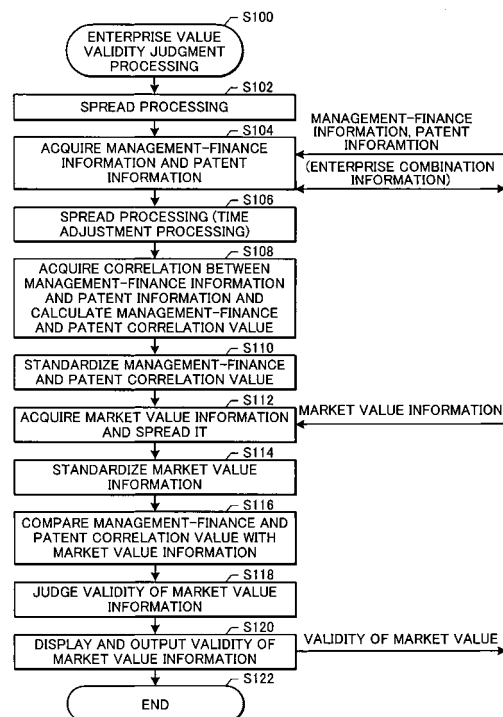 S100
ENTERPRISE VALUE
VALIDITY JUDGMENT
PROCESSING
S102
SPREAD PROCESSING
S104
ACQUIRE MANAGEMENT-FINANCE
INFORMATION AND PATENT
INFORMATION
MANAGEMENT-FINANCE
INFORMATION, PATENT
INFORAMTION
(ENTERPRISE COMBINATION
INFORMATION)
S106
SPREAD PROCESSING (TIME
ADJUSTMENT PROCESSING)
S108
ACQUIRE CORRELATION BETWEEN
MANAGEMENT-FINANCE INFORMATION
AND PATENT INFORMATION AND
CALCULATE MANAGEMENT-FINANCE
AND PATENT CORRELATION VALUE
S110
STANDARDIZE MANAGEMENT-FINANCE
AND PATENT CORRELATION VALUE
S112
ACQUIRE MARKET VALUE INFORMATION
AND SPREAD IT
MARKET VALUE INFORMATION
S114
STANDARDIZE MARKET VALUE
INFORMATION
S116
COMPARE MANAGEMENT-FINANCE AND
PATENT CORRELATION VALUE WITH
MARKET VALUE INFORMATION
S118
JUDGE VALIDITY OF MARKET VALUE
INFORMATION
S120
DISPLAY AND OUTPUT VALIDITY OF
MARKET VALUE INFORMATION
VALIDITY OF MARKET VALUE
S122
END